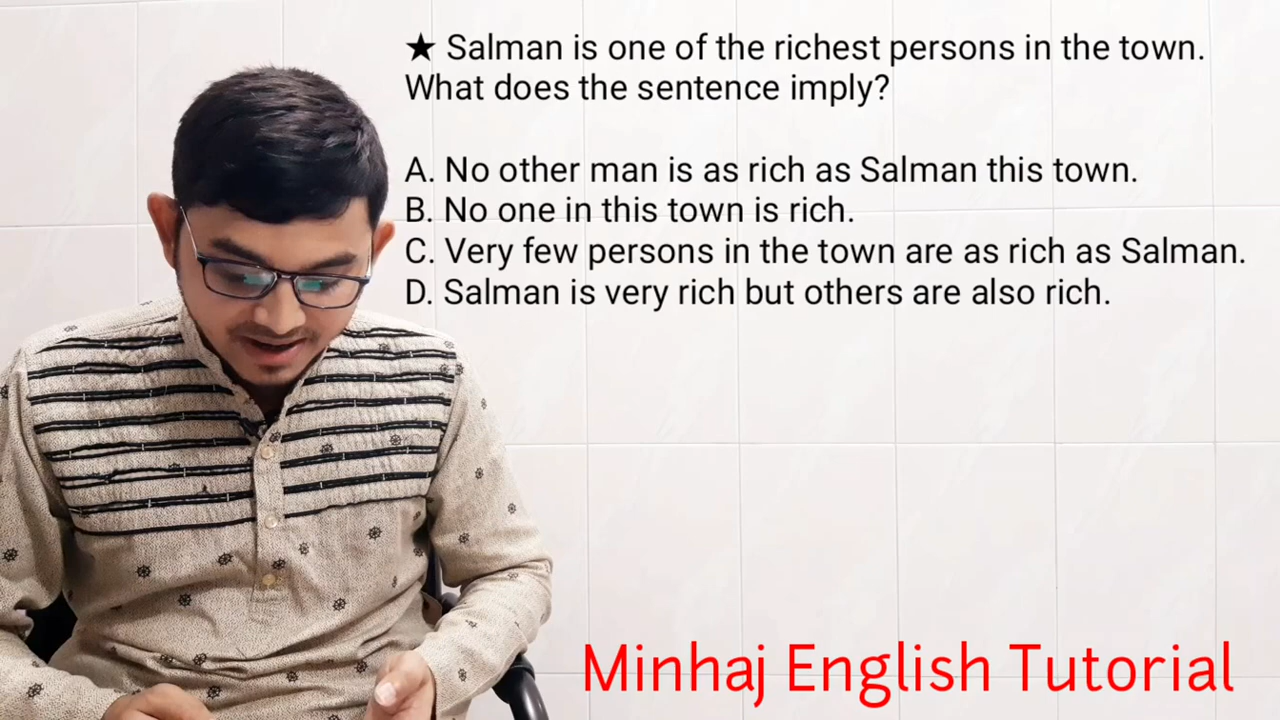 ★ Salman is one of the richest persons in the town.
What does the sentence imply?
A. No other man is as rich as Salman this town.
B. No one in this town is rich.
C. Very few persons in the town are as rich as Salman.
D. Salman is very rich but others are also rich.
Minhaj English Tutorial